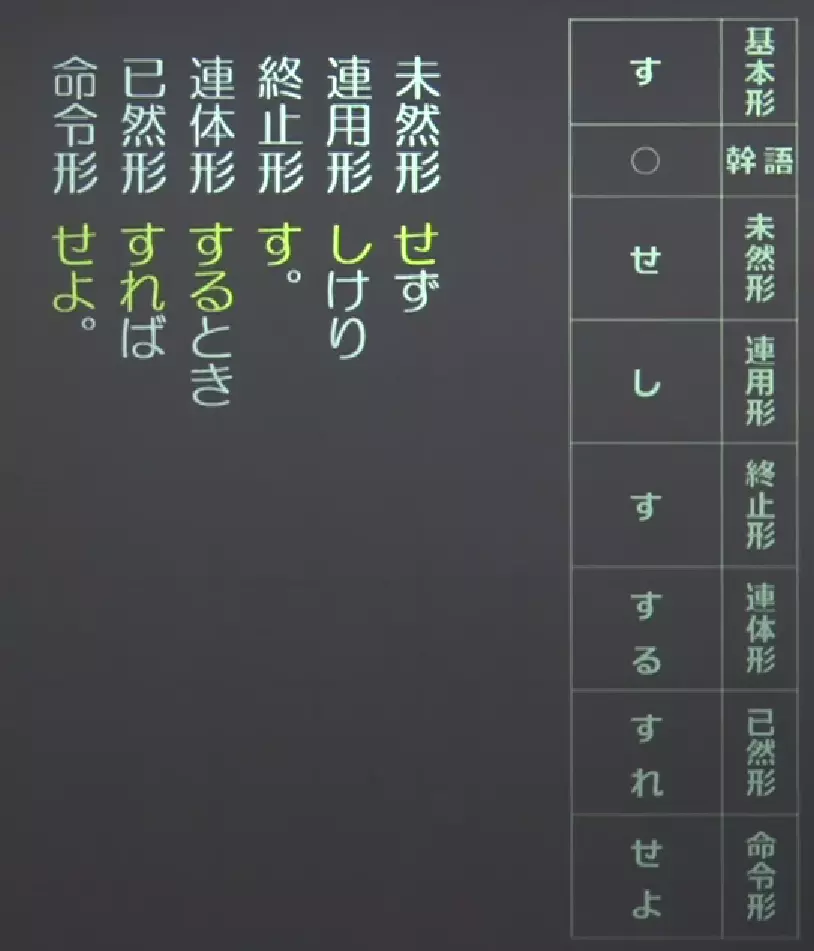 基本形
す
語幹
○
未然形
せ
連用形
し
終止形
す
連体形
する
已然形
すれ
命令形
せよ
未然形 せず
連用形 しけり
終止形 す。
連体形 するとき
已然形 すれば
命令形 せよ。